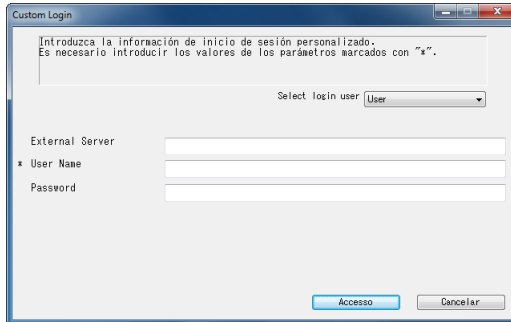 Custom Login
Introduzca la información de inicio de sesión personalizado.
Es necesario introducir los valores de los parámetros marcados con "*".
Select login user User
External Server
* User Name
Password
Accesso Cancelar